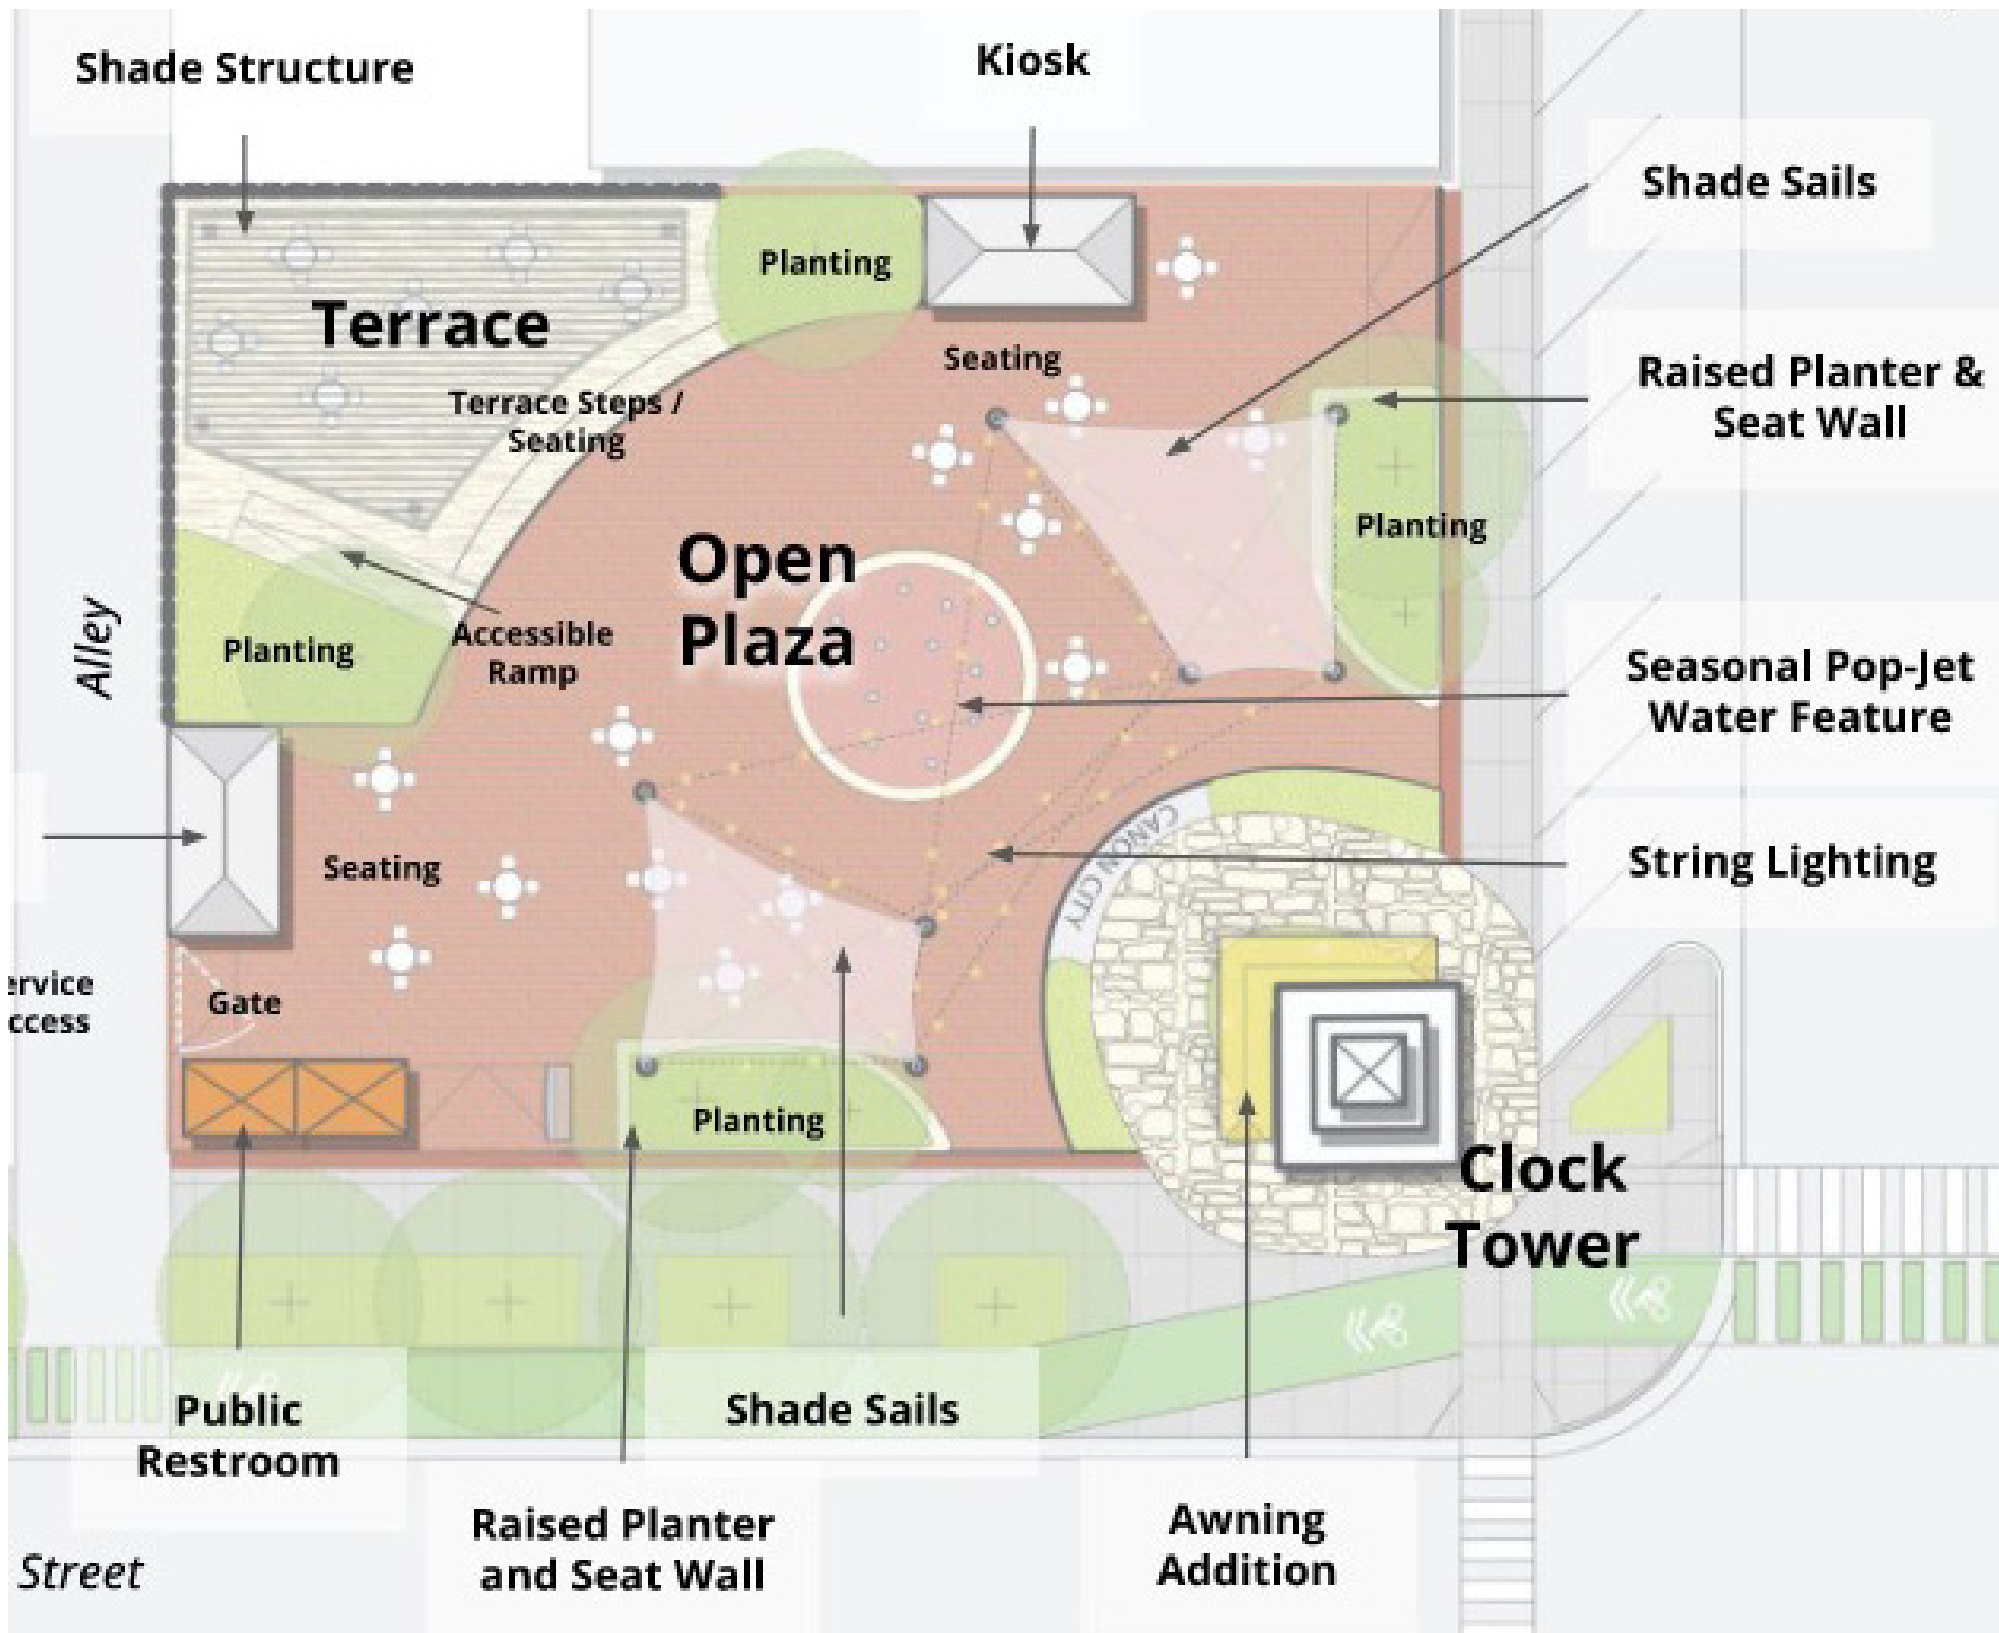 Shade Structure
Kiosk
Shade Sails
Planting
Terrace
Seating
Raised Planter &
Seat Wall
Terrace Steps /
Seating
Planting
Open
Plaza
Alley
Planting
Accessible
Ramp
Seasonal Pop-Jet
Water Feature
CANON CITY
Seating
String Lighting
ervice
ccess
Gate
Planting
Clock
Tower
Public
Restroom
Shade Sails
Raised Planter
and Seat Wall
Awning
Addition
Street